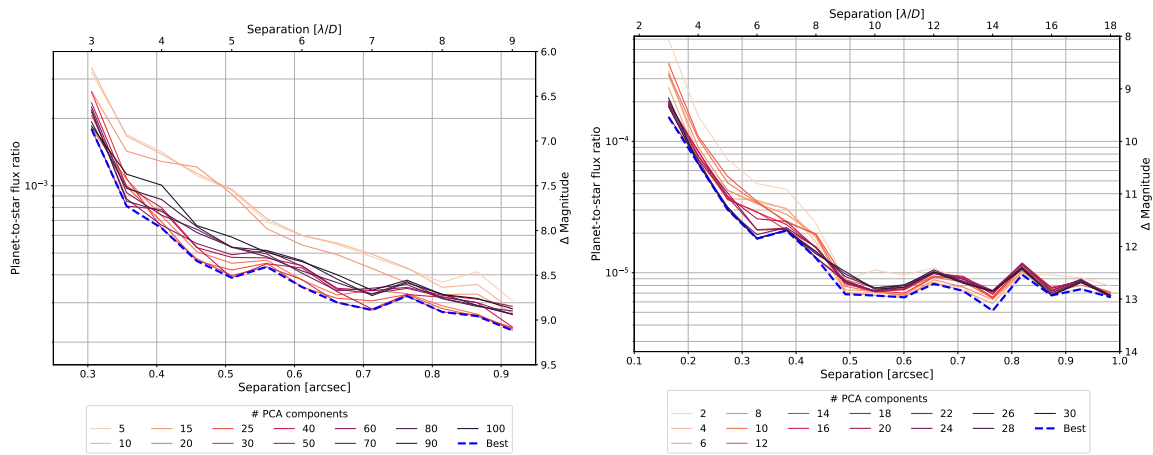 Separation [λ/D]
3 4 5 6 7 8 9
Planet-to-star flux ratio
10⁻³
6.0
6.5
7.0
7.5
8.0
8.5
9.0
9.5
Δ Magnitude
0.3 0.4 0.5 0.6 0.7 0.8 0.9
Separation [arcsec]
# PCA components
5 15 25 40 60 80 100
10 20 30 50 70 90 Best
Separation [λ/D]
2 4 6 8 10 12 14 16 18
Planet-to-star flux ratio
10⁻⁴
10⁻⁵
8
9
10
11
12
13
14
Δ Magnitude
0.1 0.2 0.3 0.4 0.5 0.6 0.7 0.8 0.9 1.0
Separation [arcsec]
# PCA components
2 8 14 18 22 26 30
4 10 16 20 24 28 Best
6 12